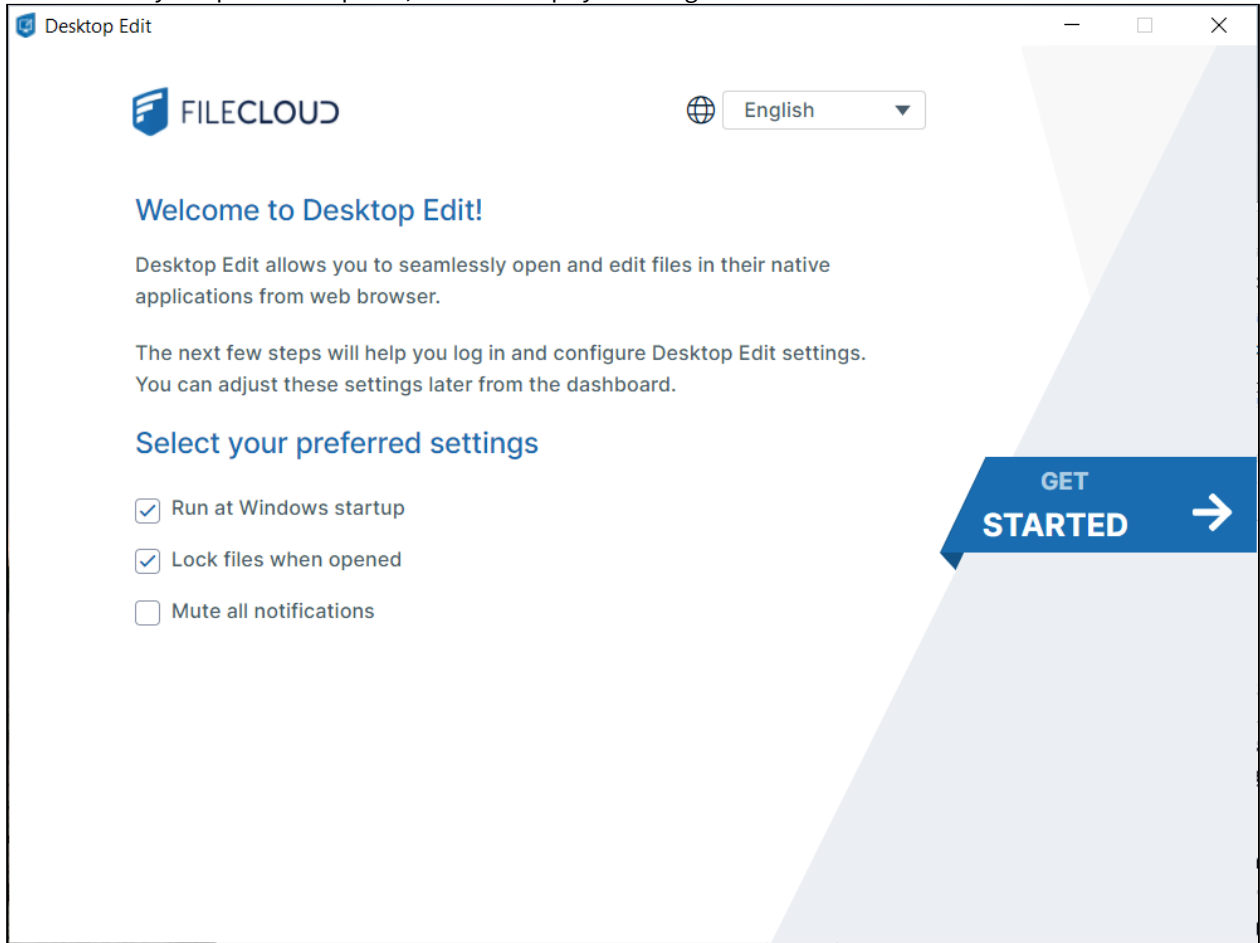 Desktop Edit
FILECLOUD
English
Welcome to Desktop Edit!
Desktop Edit allows you to seamlessly open and edit files in their native
applications from web browser.
The next few steps will help you log in and configure Desktop Edit settings.
You can adjust these settings later from the dashboard.
Select your preferred settings
Run at Windows startup
Lock files when opened
Mute all notifications
GET
STARTED